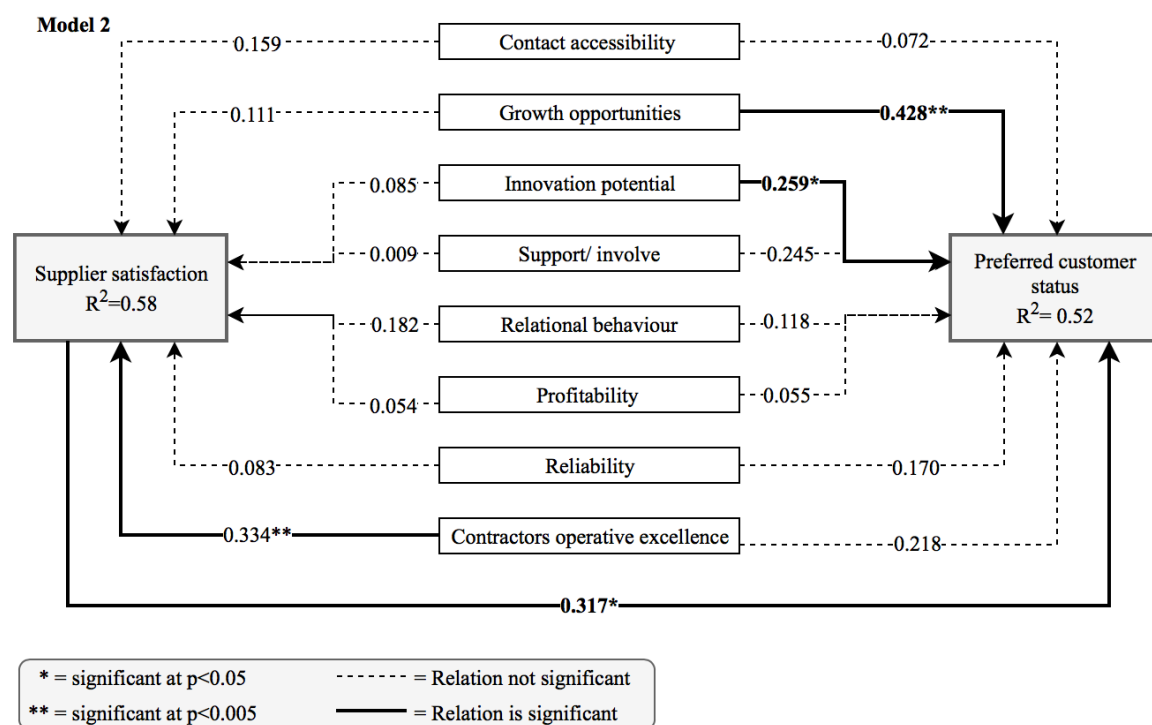 Model 2
0.159 Contact accessibility 0.072
0.111 Growth opportunities 0.428**
0.085 Innovation potential 0.259*
0.009 Support/ involve 0.245
Supplier satisfaction
R²=0.58
Preferred customer
status
R²= 0.52
0.182 Relational behaviour 0.118
0.054 Profitability 0.055
0.083 Reliability 0.170
0.334** Contractors operative excellence 0.218
0.317*
* = significant at p<0.05 = Relation not significant
** = significant at p<0.005 = Relation is significant